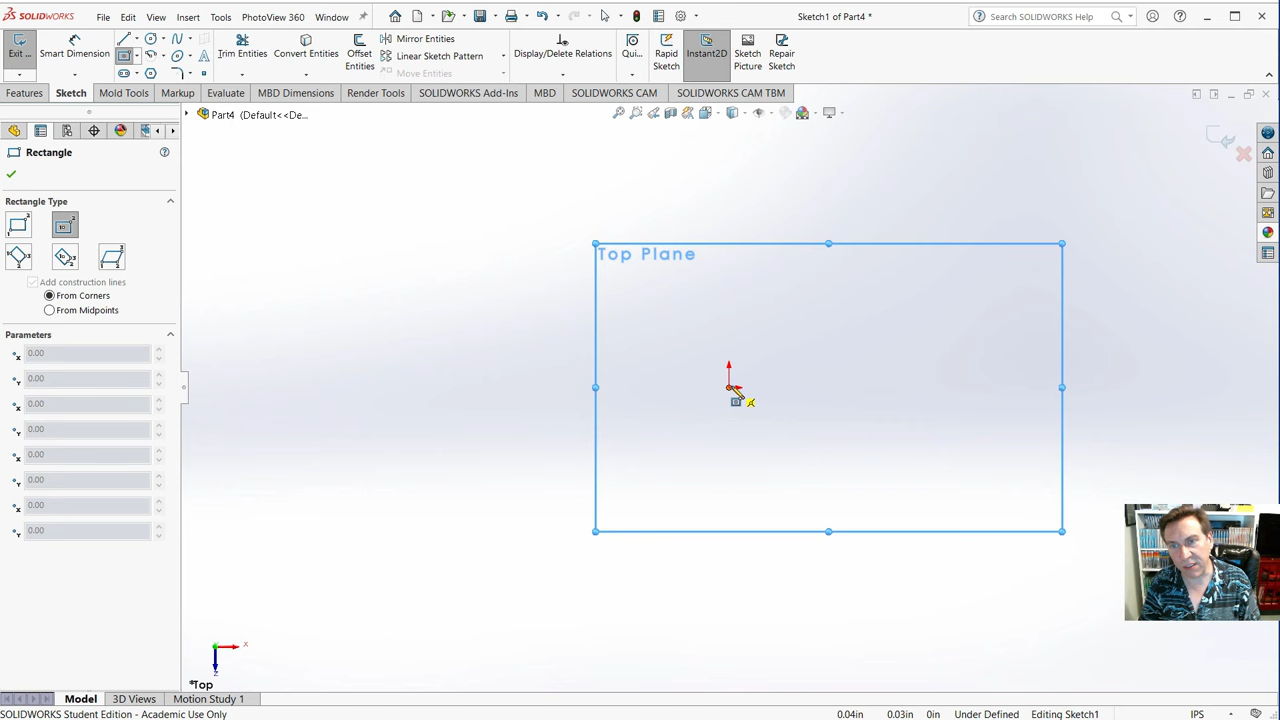 SOLIDWORKS File Edit View Insert Tools PhotoView 360 Window Sketch1 of Part4 * Search SOLIDWORKS Help
Exit ... Smart Dimension Trim Entities Convert Entities Offset Entities Mirror Entities Linear Sketch Pattern Move Entities Display/Delete Relations Qui... Rapid Sketch Instant2D Sketch Picture Repair Sketch
Features Sketch Mold Tools Markup Evaluate MBD Dimensions Render Tools SOLIDWORKS Add-Ins MBD SOLIDWORKS CAM SOLIDWORKS CAM TBM
Part4 (Default<<De...
Rectangle
Rectangle Type
Add construction lines
From Corners
From Midpoints
Parameters
0.00
0.00
0.00
0.00
0.00
0.00
0.00
0.00
Top Plane
x
z
*Top
Model 3D Views Motion Study 1
SOLIDWORKS Student Edition - Academic Use Only 0.04in 0.03in 0in Under Defined Editing Sketch1 IPS